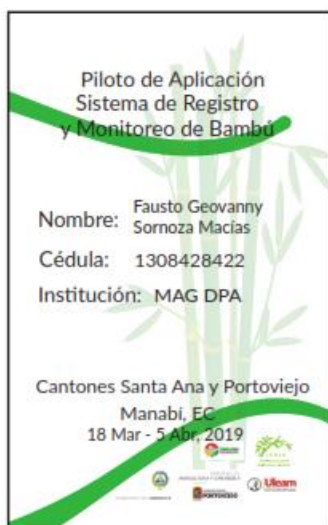 Piloto de Aplicación
Sistema de Registro
y Monitoreo de Bambú
Nombre: Fausto Geovanny
Sornoza Macías
Cédula: 1308428422
Institución: MAG DPA
Cantones Santa Ana y Portoviejo
Manabí, EC
18 Mar - 5 Abr, 2019
PORTOVIEJO
Uleam